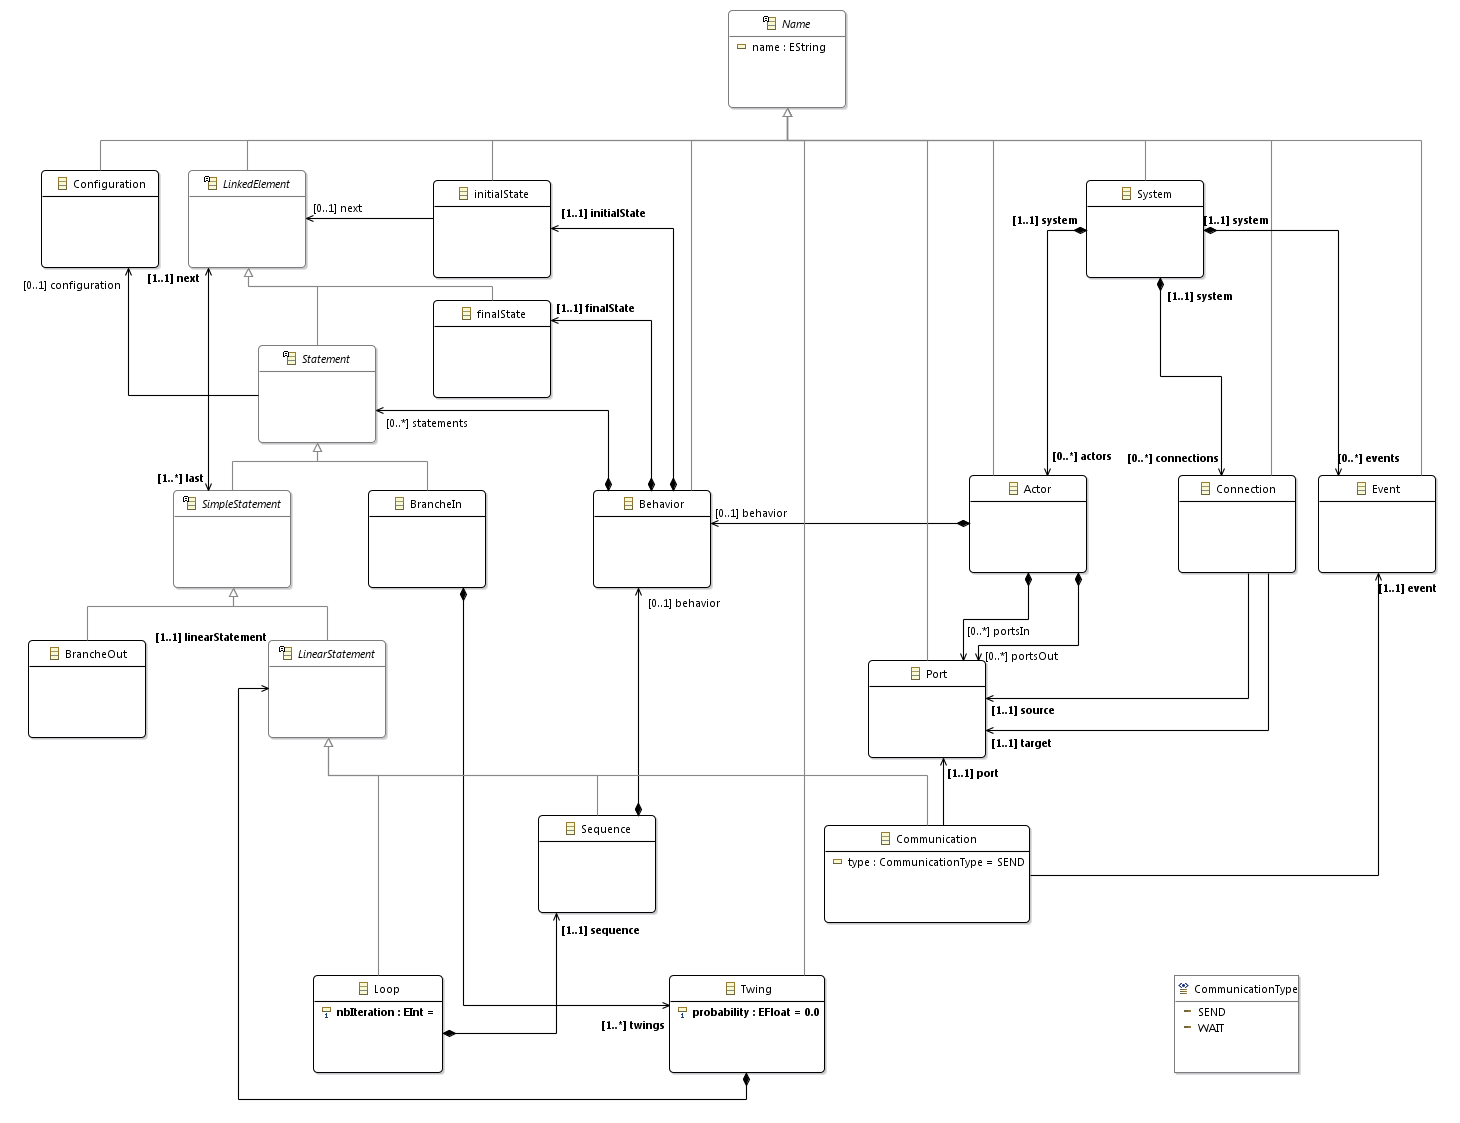 Name
name : EString
Configuration
LinkedElement
initialState
System
[0..1] next
[1..1] initialState
[1..1] system
[1..1] system
[0..1] configuration
[1..1] next
[1..1] system
finalState
[1..1] finalState
Statement
[0..*] statements
[0..*] actors
[0..*] connections
[0..*] events
[1..*] last
SimpleStatement
BrancheIn
Behavior
[0..1] behavior
Actor
Connection
Event
[1..1] event
[0..1] behavior
[0..*] portsIn
[1..1] linearStatement
BrancheOut
LinearStatement
[0..*] portsOut
Port
[1..1] source
[1..1] target
[1..1] port
Sequence
Communication
type : CommunicationType = SEND
[1..1] sequence
Loop
nbIteration : EInt =
Twing
probability : EFloat = 0.0
[1..*] twings
CommunicationType
SEND
WAIT